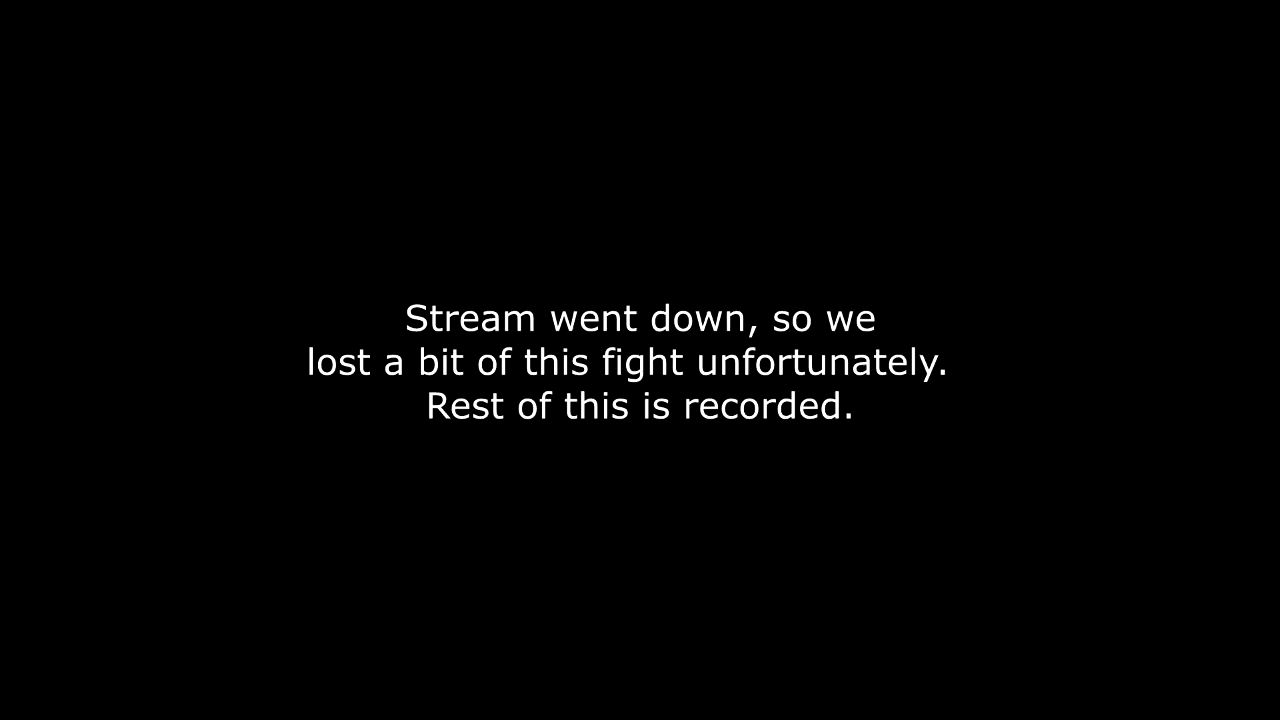 Stream went down, so we
lost a bit of this fight unfortunately.
Rest of this is recorded.